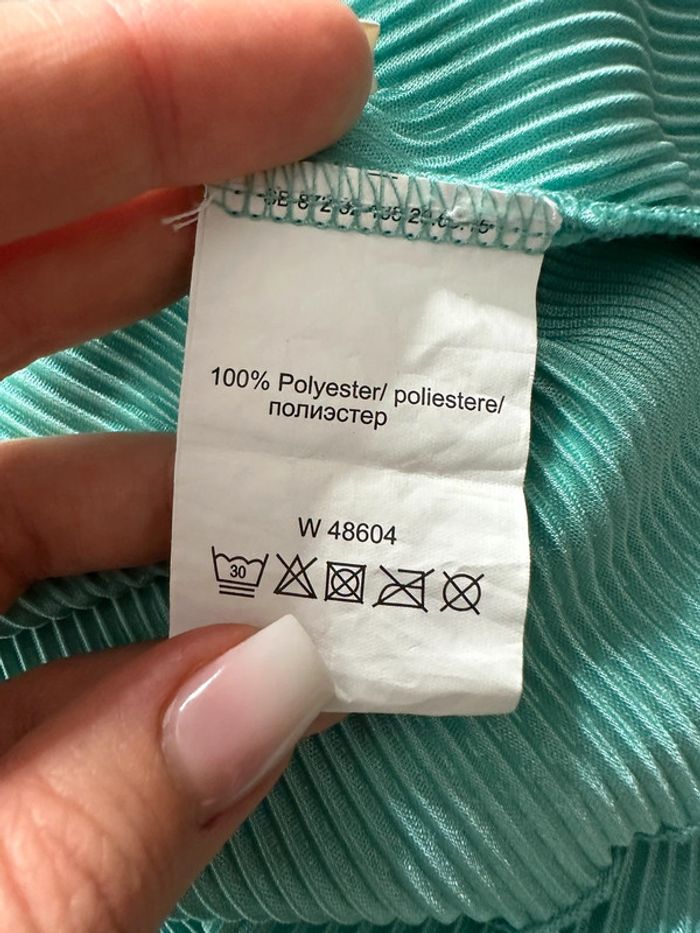 100% Polyester/ poliestere/
полиэстер
W 48604
30